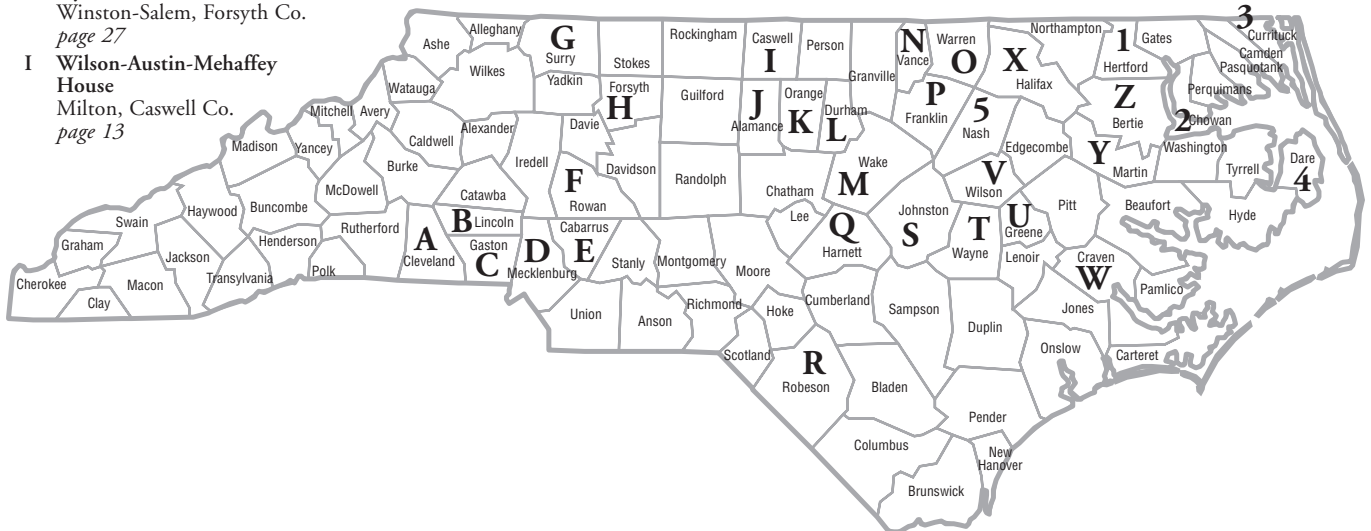 Winston-Salem, Forsyth Co.
page 27
I Wilson-Austin-Mehaffey
House
Milton, Caswell Co.
page 13
Ashe
Alleghany
G
Surry
Stokes
Rockingham
Caswell
I
Person
Granville
N
Vance
Warren
O
X
Halifax
Northampton
1
Hertford
Gates
3
Currituck
Camden
Pasquotank
Perquimans
2
Chowan
Watauga
Wilkes
Yadkin
Forsyth
H
Guilford
J
Alamance
Orange
K
Durham
L
P
Franklin
5
Nash
Edgecombe
Z
Bertie
Y
Martin
Washington
Tyrrell
Dare
4
Mitchell
Avery
Caldwell
Alexander
Iredell
Davie
Davidson
Randolph
Chatham
Wake
M
V
Wilson
Madison
Yancey
Burke
McDowell
Catawba
F
Rowan
Lee
Johnston
S
T
Wayne
U
Greene
Lenoir
Pitt
Beaufort
Hyde
Swain
Haywood
Buncombe
Rutherford
A
Cleveland
B
Lincoln
Gaston
C
D
Mecklenburg
Cabarrus
E
Stanly
Montgomery
Moore
Q
Harnett
Craven
W
Pamlico
Graham
Jackson
Henderson
Polk
Transylvania
Cherokee
Clay
Macon
Union
Anson
Richmond
Hoke
Cumberland
Sampson
Duplin
Jones
Onslow
Carteret
Scotland
R
Robeson
Bladen
Pender
Columbus
New
Hanover
Brunswick